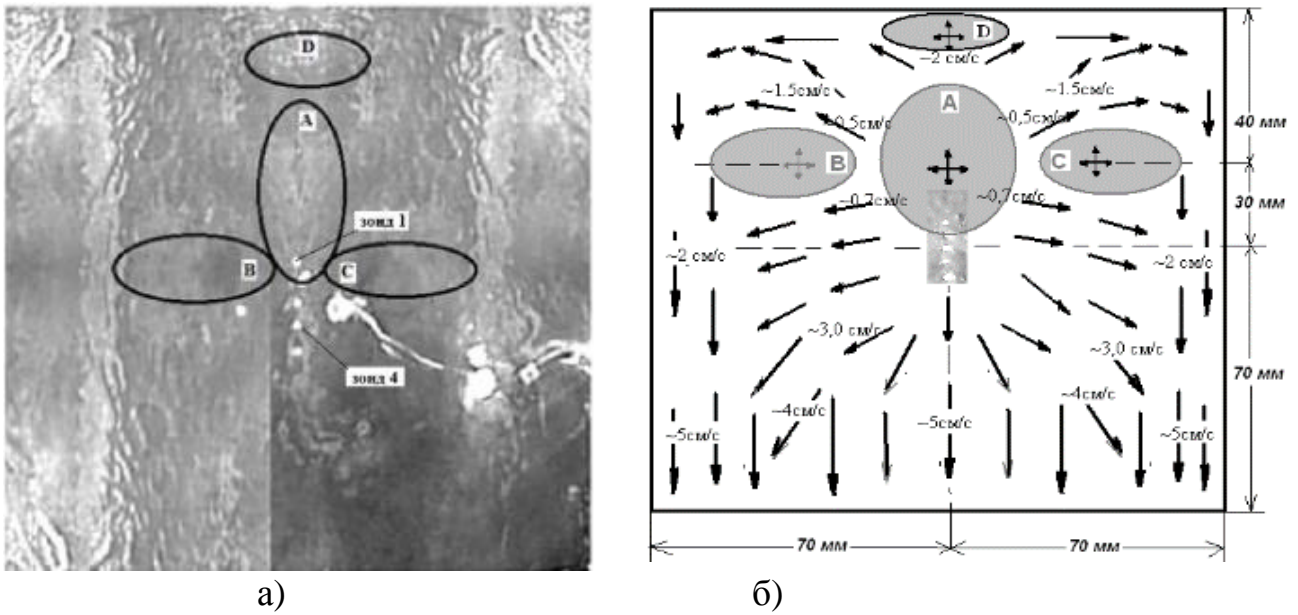 D
A
зонд 1
B
C
зонд 4
а)
D
~2 см/с
~1.5см/с
~1.5см/с
A
~0,5см/с
~0,5см/с
B
C
40 мм
~0,7см/с
~0,7см/с
30 мм
~2 см/с
~2 см/с
~3,0 см/с
~3,0 см/с
70 мм
~4см/с
~4см/с
~5см/с
~5см/с
~5см/с
70 мм
70 мм
б)